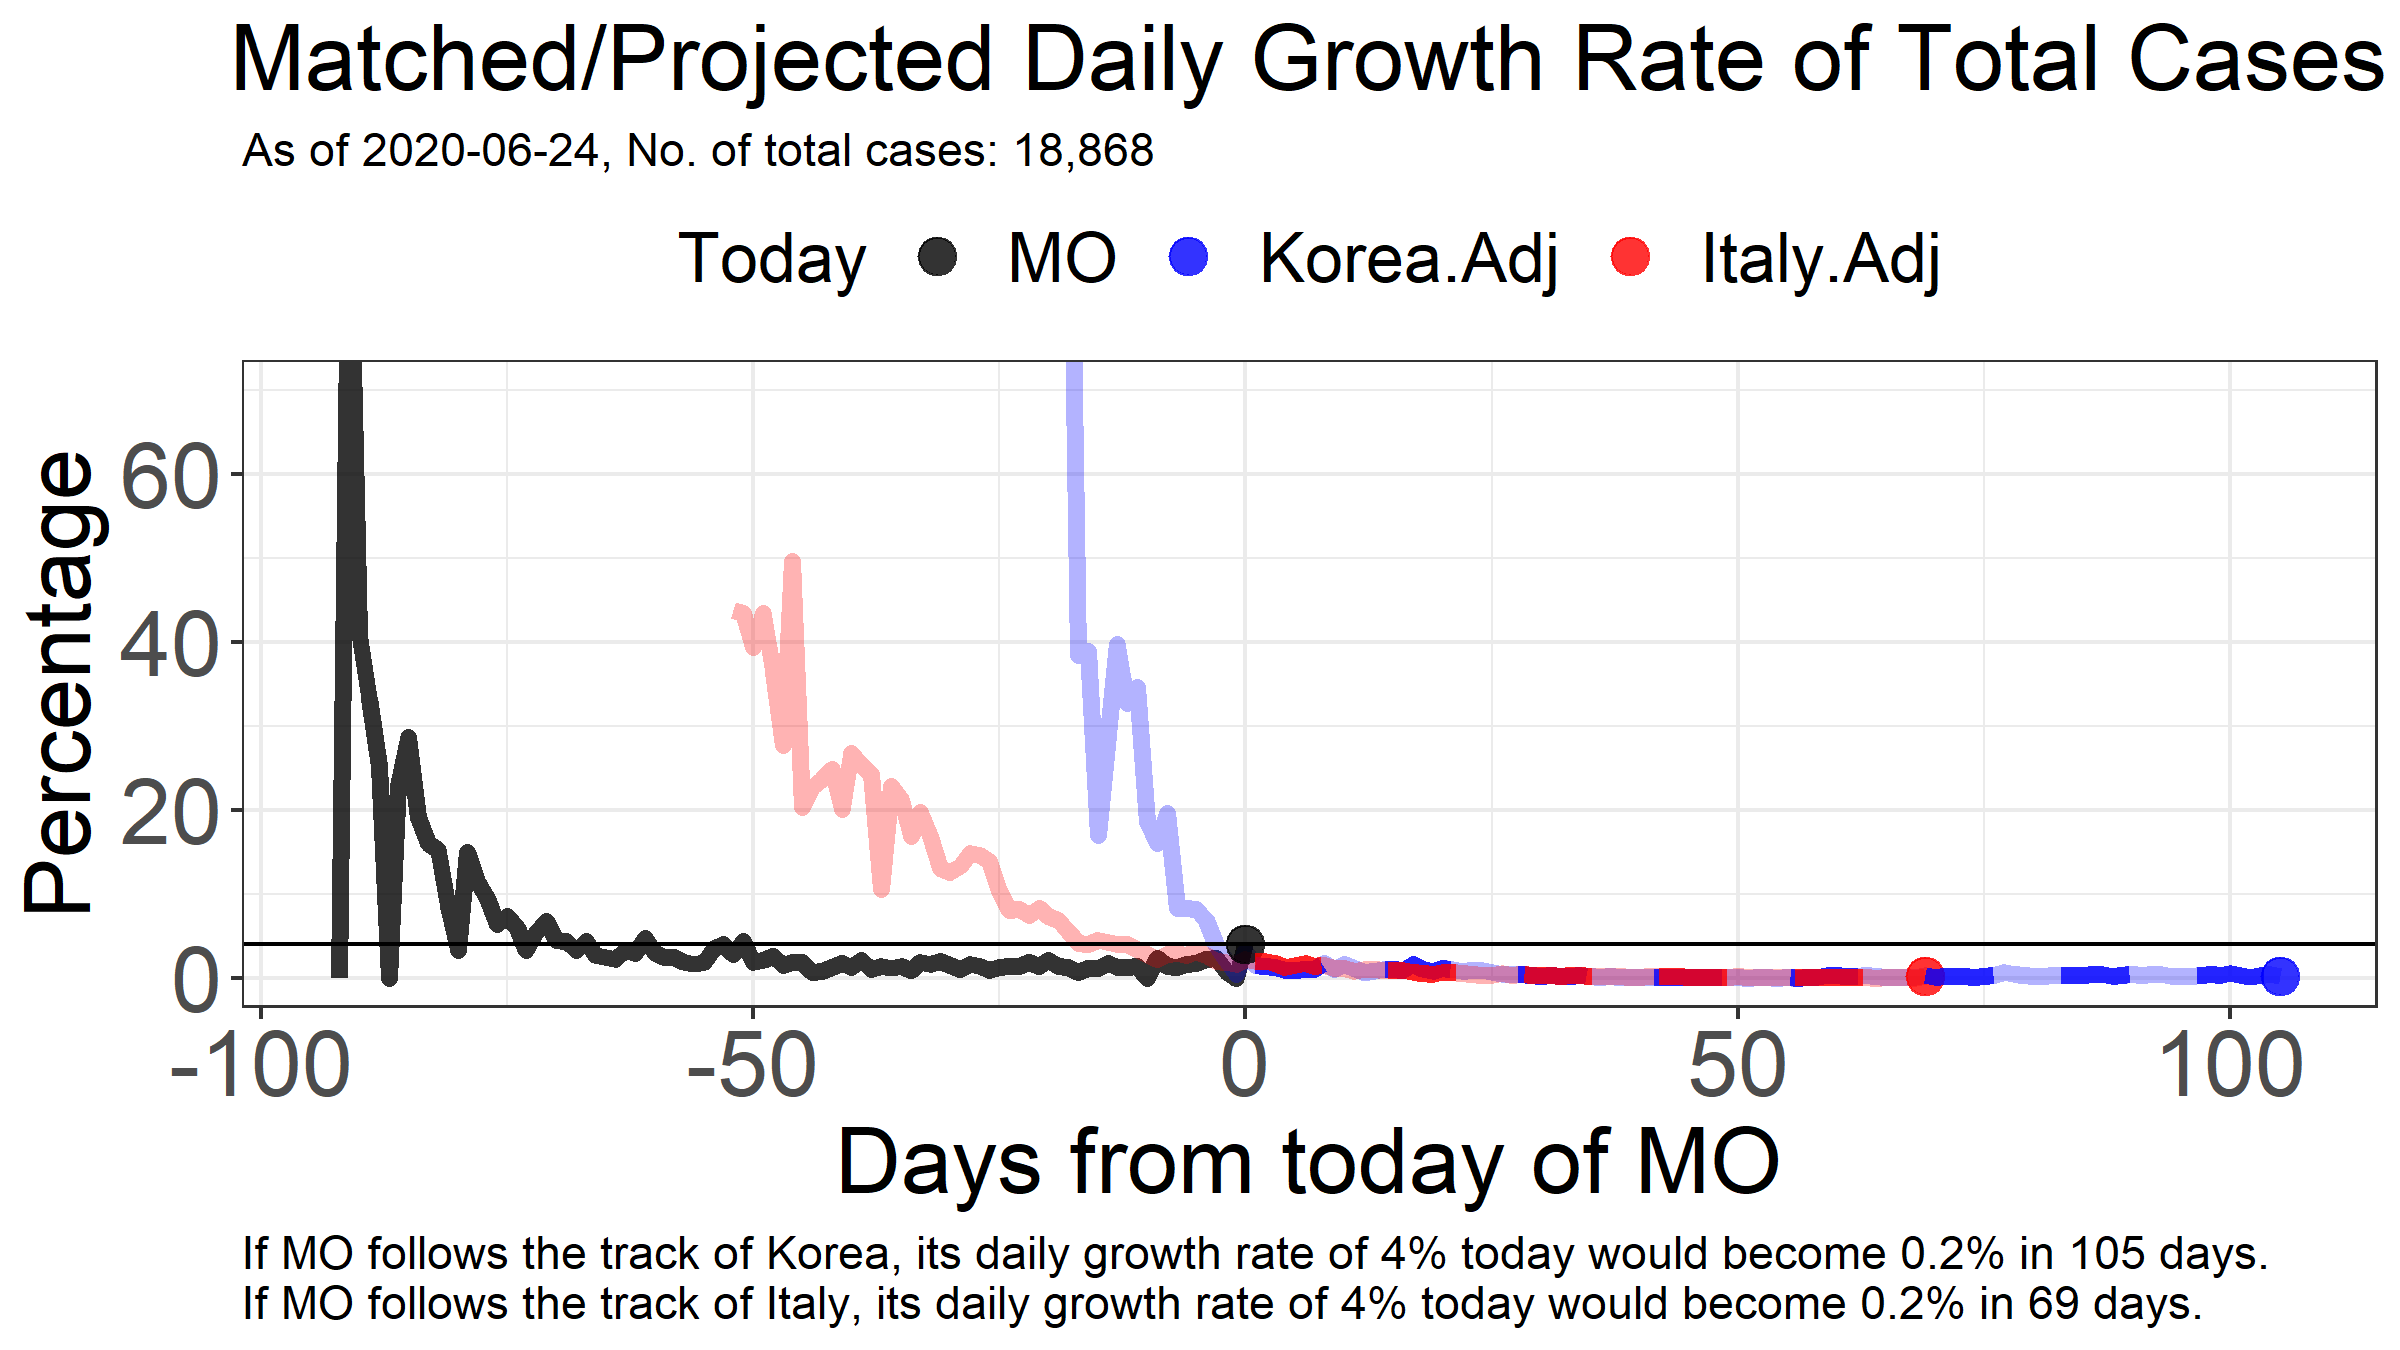 Matched/Projected Daily Growth Rate of Total Cases
As of 2020-06-24, No. of total cases: 18,868
Today MO Korea.Adj Italy.Adj
Percentage
60
40
20
0
-100 -50 0 50 100
Days from today of MO
If MO follows the track of Korea, its daily growth rate of 4% today would become 0.2% in 105 days.
If MO follows the track of Italy, its daily growth rate of 4% today would become 0.2% in 69 days.